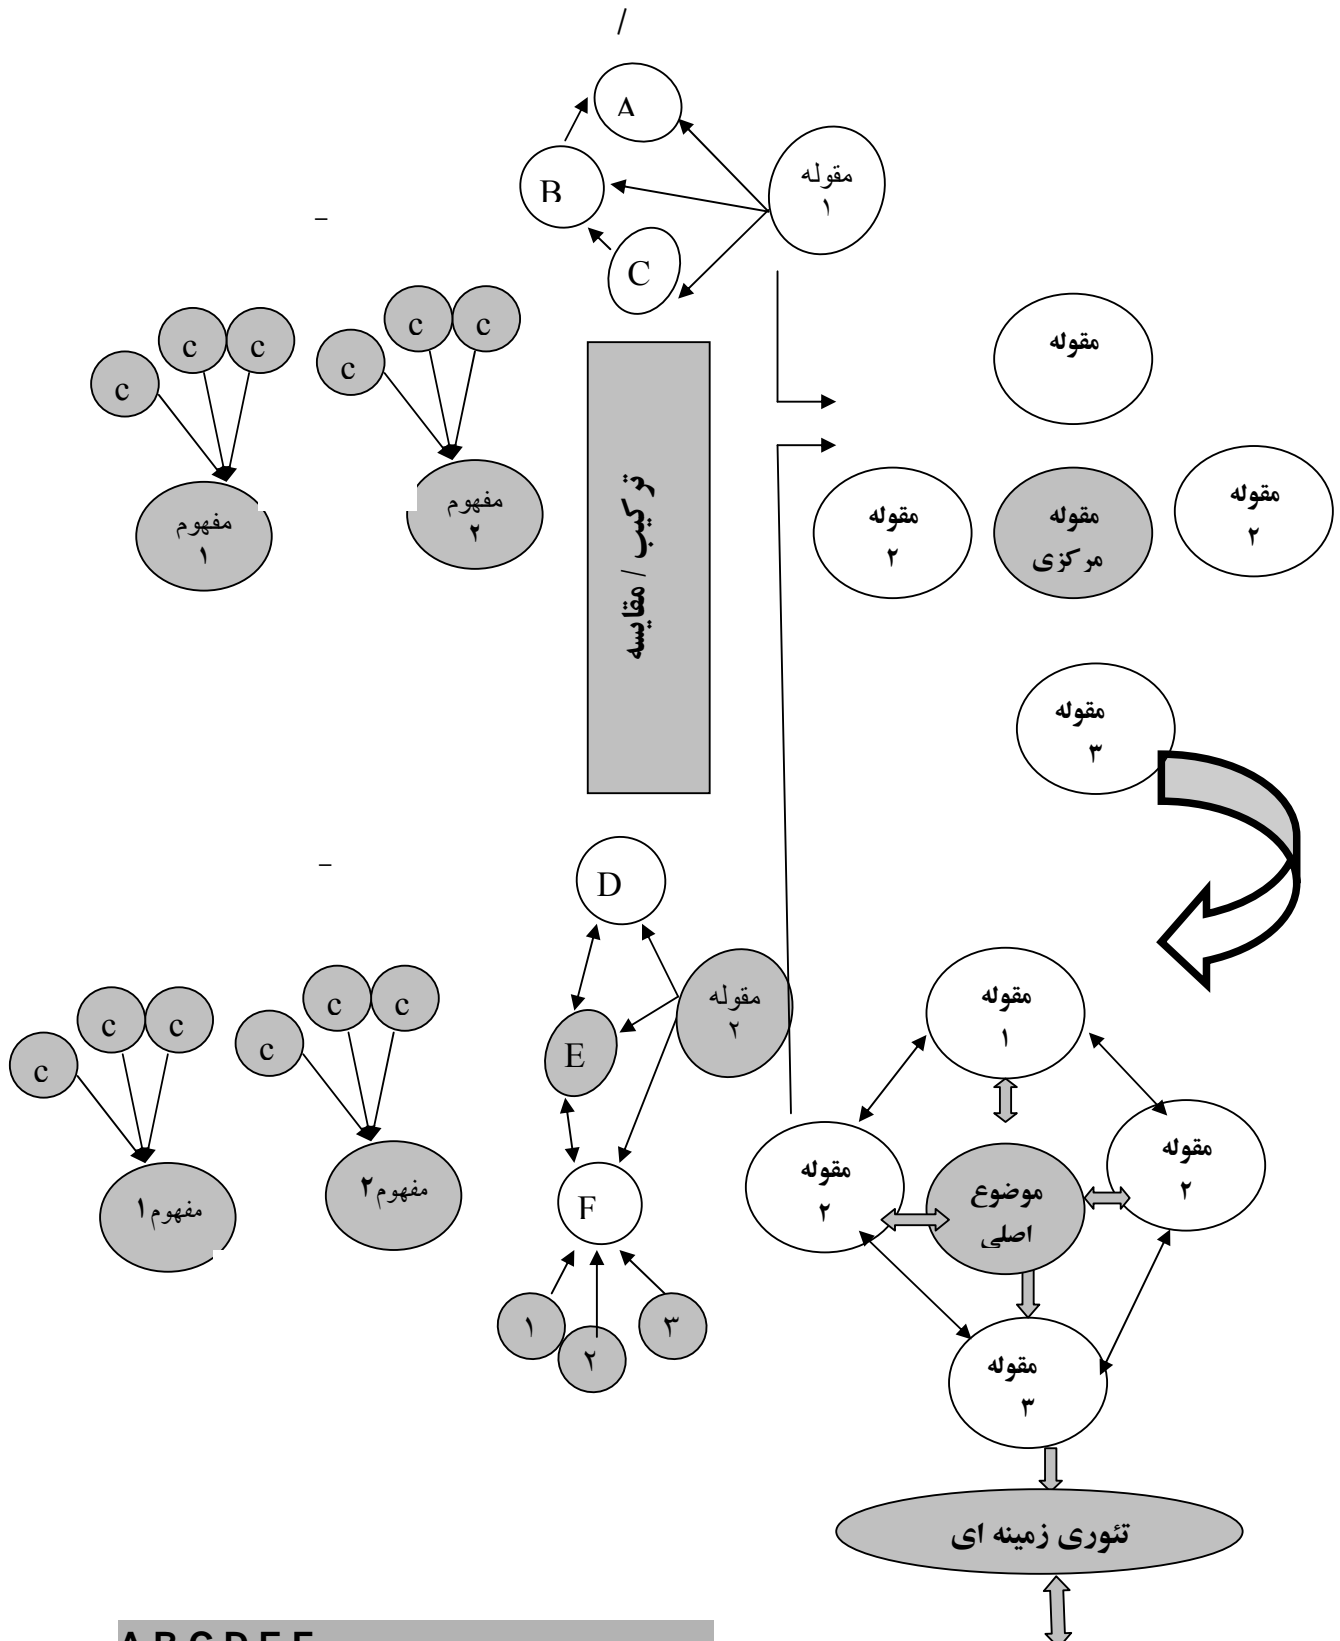 /
A
مقوله
۱
B
–
C
c c
c c
c
c
مقوله
مفهوم
۱
مفهوم
۲
ترکیب / مقایسه
مقوله
۲
مقوله
مرکزی
مقوله
۲
مقوله
۳
–
D
مقوله
۲
c c
c c
c
c
E
مفهوم۱
مفهوم۲
F
۱
۲
۳
مقوله
۱
مقوله
۲
موضوع
اصلی
مقوله
۲
مقوله
۳
تئوری زمینه ای
A B C D E F